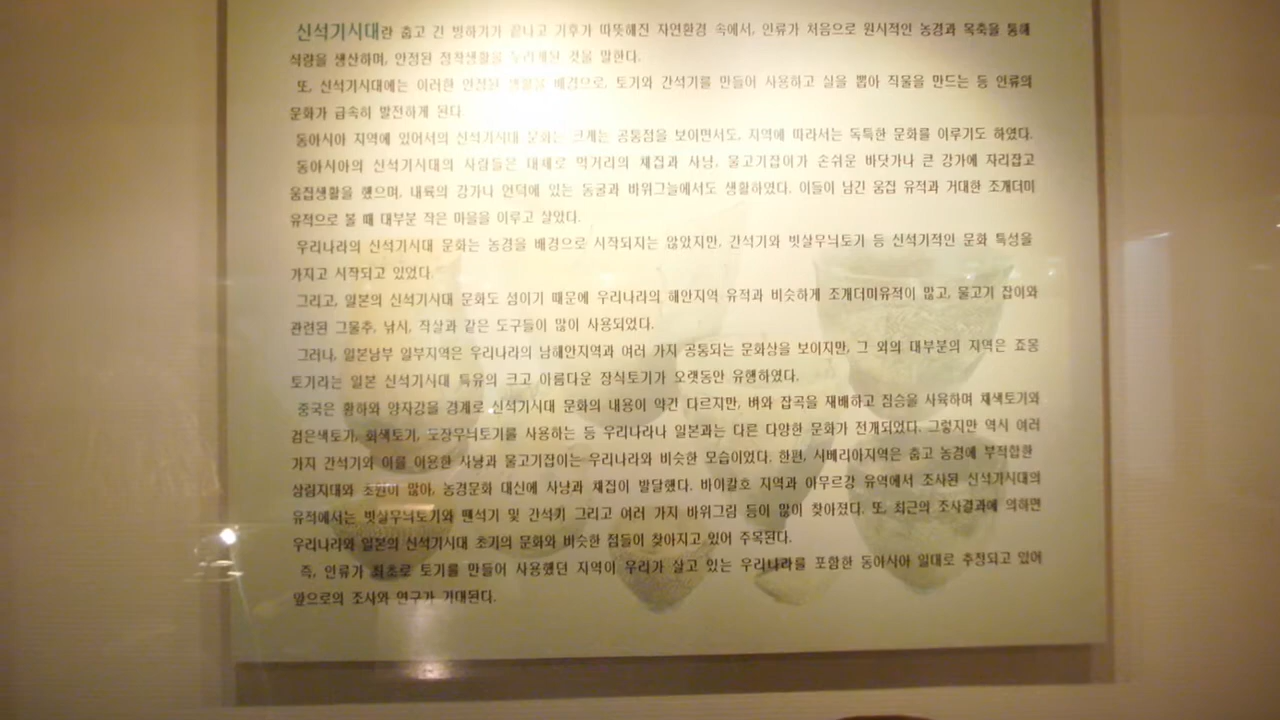 신석기시대란 춥고 긴 빙하기가 끝나고 기후가 따뜻해진 자연환경 속에서, 인류가 처음으로 원시적인 농경과 목축을 통해
식량을 생산하며, 안정된 정착생활을 누리게된 것을 말한다.
또, 신석기시대에는 이러한 안정된 생활을 배경으로, 토기와 간석기를 만들어 사용하고 실을 뽑아 직물을 만드는 등 인류의
문화가 급속히 발전하게 된다.
동아시아 지역에 있어서의 신석기시대 문화는 크게는 공통점을 보이면서도, 지역에 따라서는 독특한 문화를 이루기도 하였다.
동아시아의 신석기시대의 사람들은 대체로 먹거리의 채집과 사냥, 물고기잡이가 손쉬운 바닷가나 큰 강가에 자리잡고
움집생활을 했으며, 내륙의 강가나 언덕에 있는 동굴과 바위그늘에서도 생활하였다. 이들이 남긴 움집 유적과 거대한 조개더미
유적으로 볼 때 대부분 작은 마을을 이루고 살았다.
우리나라의 신석기시대 문화는 농경을 배경으로 시작되지는 않았지만, 간석기와 빗살무늬토기 등 신석기적인 문화 특성을
가지고 시작되고 있었다.
그리고, 일본의 신석기시대 문화도 섬이기 때문에 우리나라의 해안지역 유적과 비슷하게 조개더미유적이 많고, 물고기 잡이와
관련된 그물추, 낚시, 작살과 같은 도구들이 많이 사용되었다.
그러나, 일본남부 일부지역은 우리나라의 남해안지역과 여러 가지 공통되는 문화상을 보이지만, 그 외의 대부분의 지역은 죠몽
토기라는 일본 신석기시대 특유의 크고 아름다운 장식토기가 오랫동안 유행하였다.
중국은 황하와 양자강을 경계로 신석기시대 문화의 내용이 약간 다르지만, 벼와 잡곡을 재배하고 짐승을 사육하며 채색토기와
검은색토기, 회색토기, 도장무늬토기를 사용하는 등 우리나라나 일본과는 다른 다양한 문화가 전개되었다. 그렇지만 역시 여러
가지 간석기와 이를 이용한 사냥과 물고기잡이는 우리나라와 비슷한 모습이었다. 한편, 시베리아지역은 춥고 농경에 부적합한
삼림지대와 초원이 많아, 농경문화 대신에 사냥과 채집이 발달했다. 바이칼호 지역과 아무르강 유역에서 조사된 신석기시대의
유적에서는 빗살무늬토기와 뗀석기 및 간석기 그리고 여러 가지 바위그림 등이 많이 찾아졌다. 또, 최근의 조사결과에 의하면
우리나라와 일본의 신석기시대 초기의 문화와 비슷한 점들이 찾아지고 있어 주목된다.
즉, 인류가 최초로 토기를 만들어 사용했던 지역이 우리가 살고 있는 우리나라를 포함한 동아시아 일대로 추정되고 있어
앞으로의 조사와 연구가 기대된다.